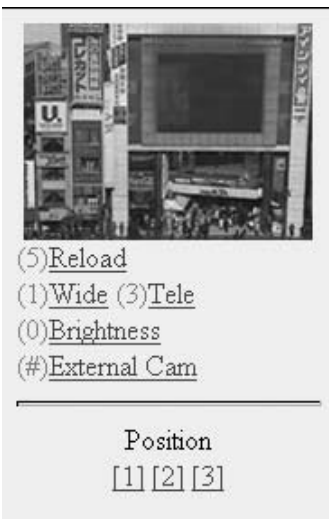 U.
(5)Reload
(1)Wide (3)Tele
(0)Brightness
(#)External Cam
Position
[1] [2] [3]